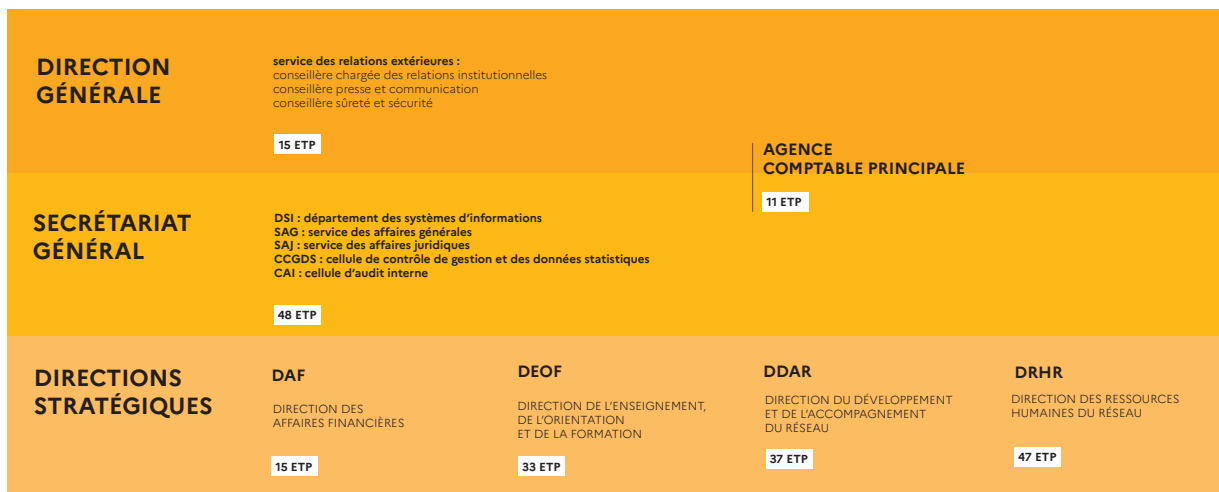 DIRECTION
GÉNÉRALE
service des relations extérieures :
conseillère chargée des relations institutionnelles
conseillère presse et communication
conseillère sûreté et sécurité
15 ETP
AGENCE
COMPTABLE PRINCIPALE
11 ETP
SECRÉTARIAT
GÉNÉRAL
DSI : département des systèmes d'informations
SAG : service des affaires générales
SAJ : service des affaires juridiques
CCGDS : cellule de contrôle de gestion et des données statistiques
CAI : cellule d'audit interne
48 ETP
DIRECTIONS
STRATÉGIQUES
DAF
DIRECTION DES
AFFAIRES FINANCIÈRES
15 ETP
DEOF
DIRECTION DE L'ENSEIGNEMENT,
DE L'ORIENTATION
ET DE LA FORMATION
33 ETP
DDAR
DIRECTION DU DÉVELOPPEMENT
ET DE L'ACCOMPAGNEMENT
DU RÉSEAU
37 ETP
DRHR
DIRECTION DES RESSOURCES
HUMAINES DU RÉSEAU
47 ETP